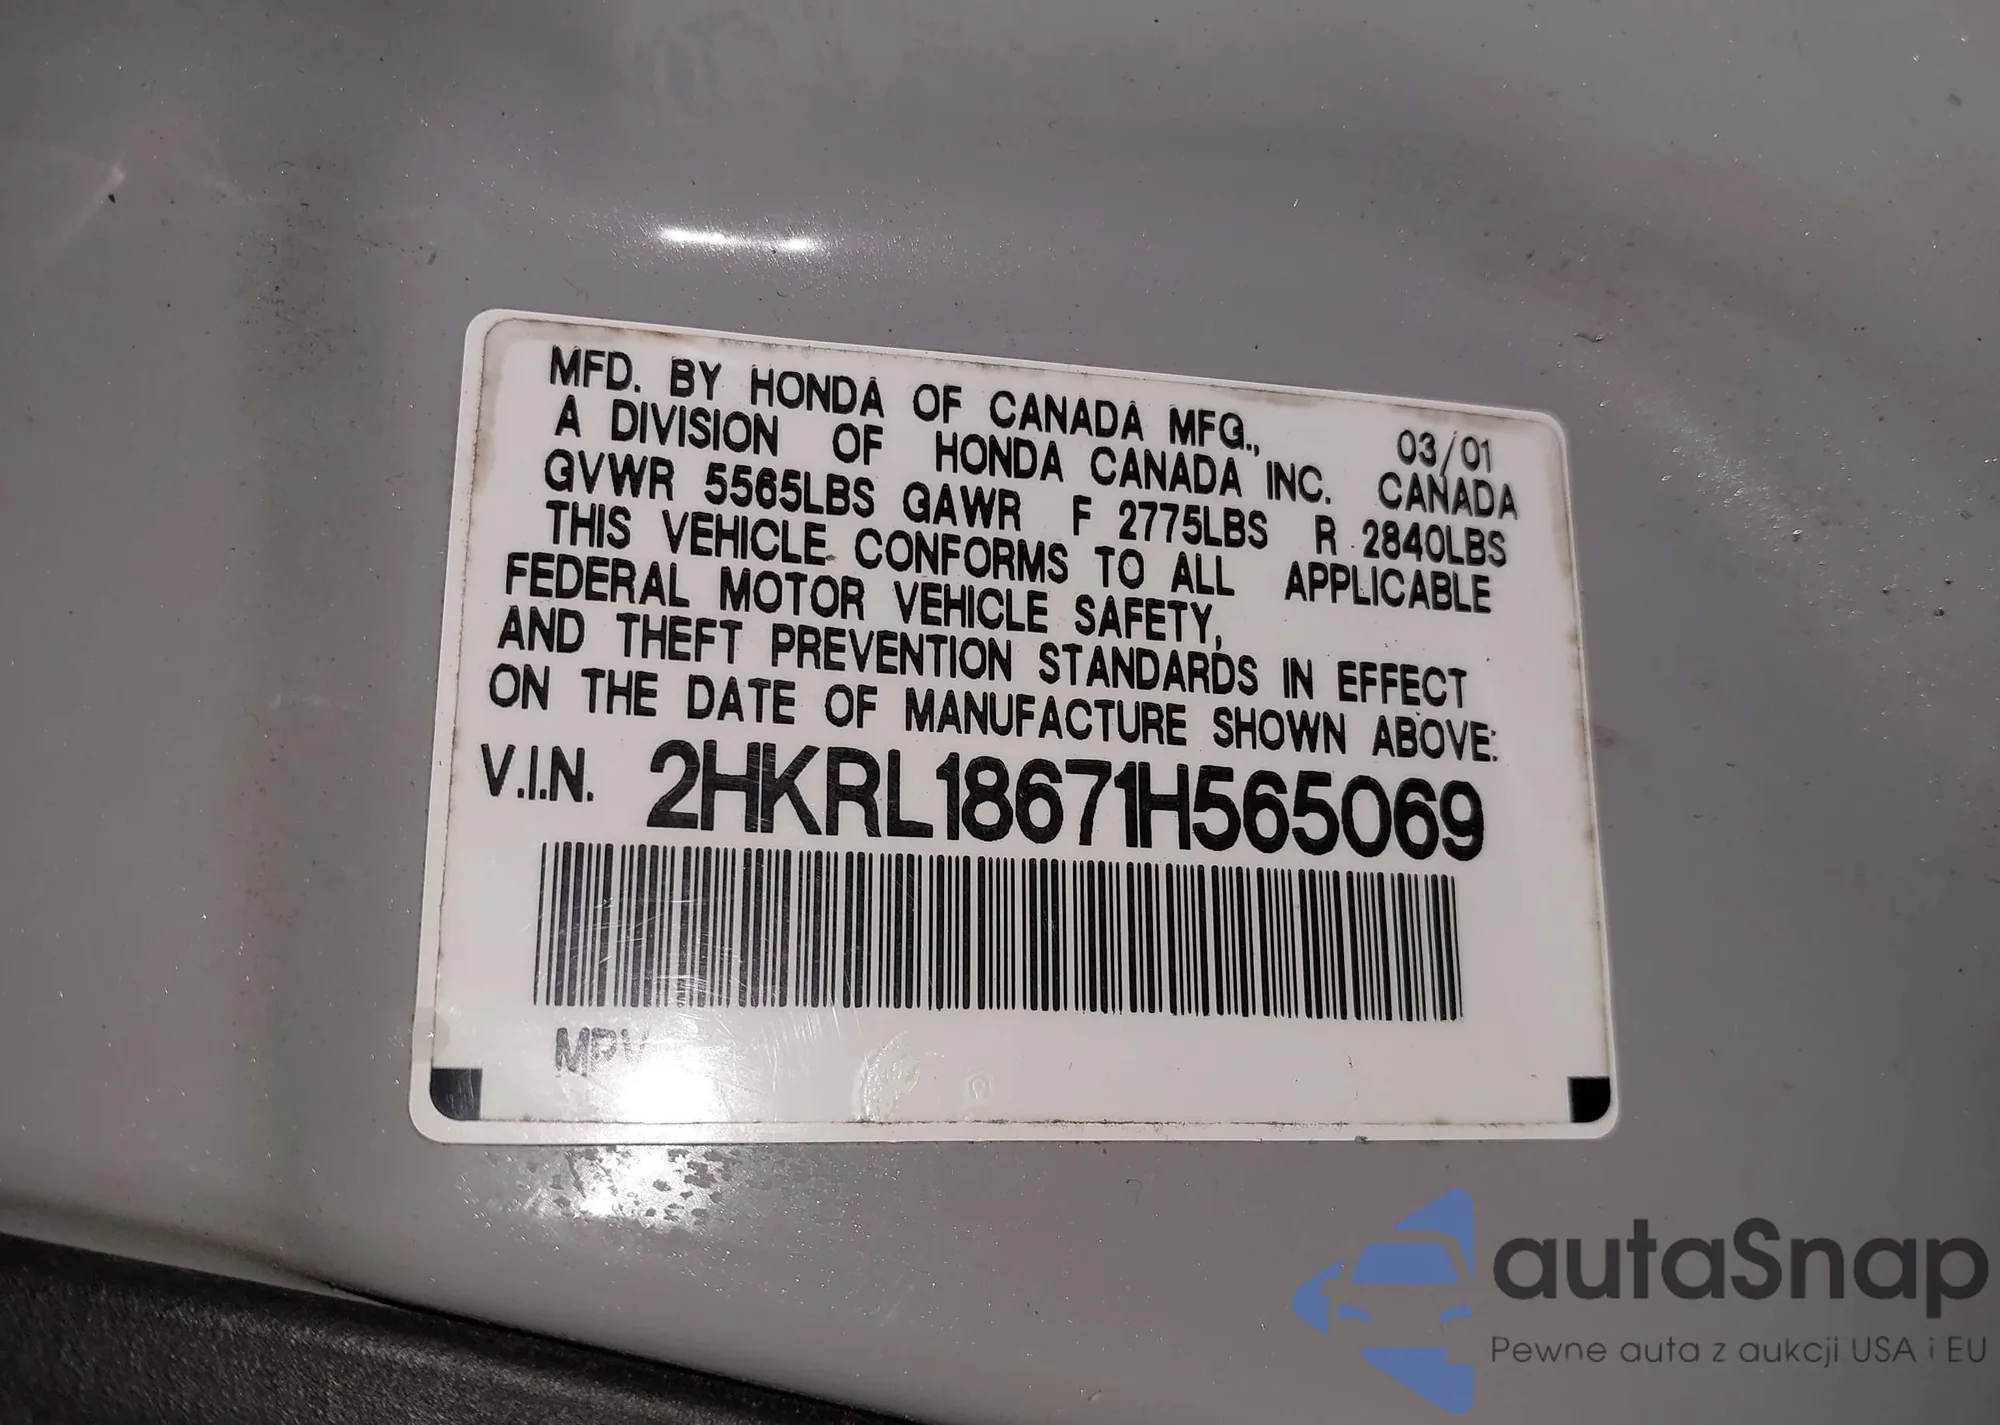 MFD. BY HONDA OF CANADA MFG., 03/01
A DIVISION OF HONDA CANADA INC. CANADA
GVWR 5565LBS GAWR F 2775LBS R 2840LBS
THIS VEHICLE CONFORMS TO ALL APPLICABLE
FEDERAL MOTOR VEHICLE SAFETY,
AND THEFT PREVENTION STANDARDS IN EFFECT
ON THE DATE OF MANUFACTURE SHOWN ABOVE:
V.I.N. 2HKRL18671H565069
MPV
autaSnap
Pewne auta z aukcji USA i EU